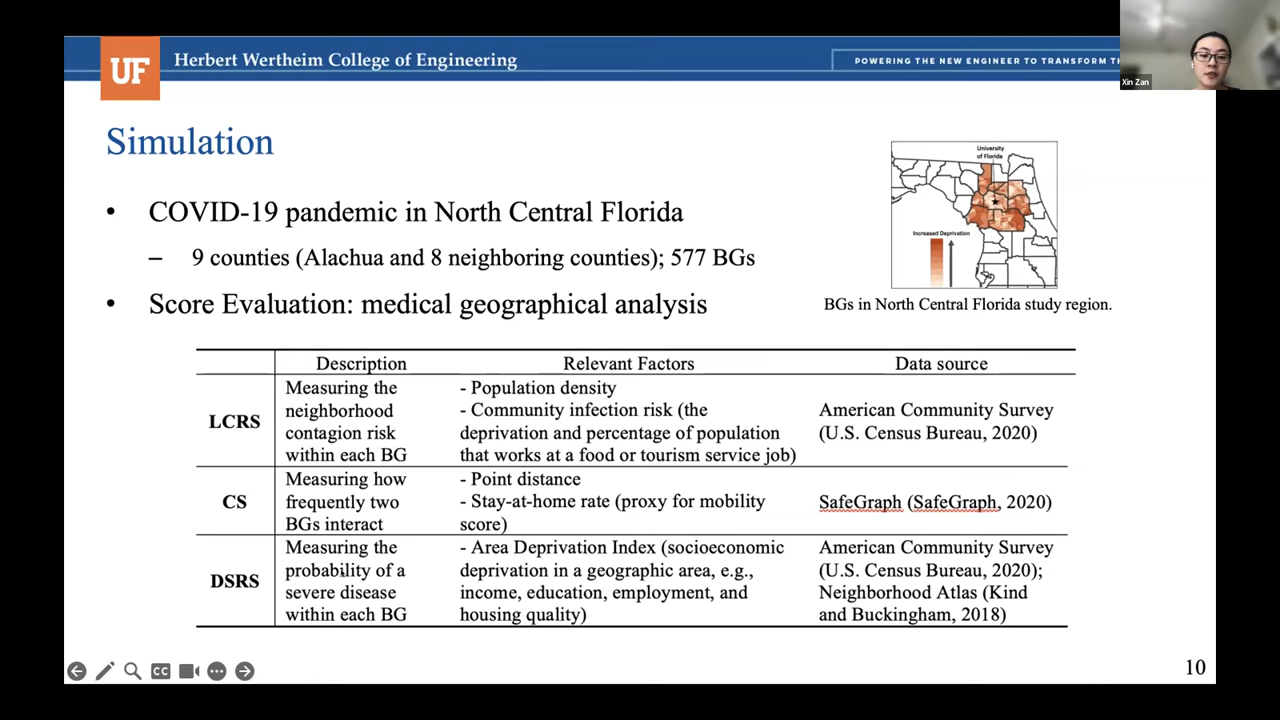 UF
Herbert Wertheim College of Engineering
POWERING THE NEW ENGINEER TO TRANSFORM
Xin Zan
Simulation
• COVID-19 pandemic in North Central Florida
– 9 counties (Alachua and 8 neighboring counties); 577 BGs
• Score Evaluation: medical geographical analysis
University
of Florida
Increased Deprivation
BGs in North Central Florida study region.
Description Relevant Factors Data source
LCRS
Measuring the
neighborhood
contagion risk
within each BG
- Population density
- Community infection risk (the
deprivation and percentage of population
that works at a food or tourism service job)
American Community Survey
(U.S. Census Bureau, 2020)
CS
Measuring how
frequently two
BGs interact
- Point distance
- Stay-at-home rate (proxy for mobility
score)
SafeGraph (SafeGraph, 2020)
DSRS
Measuring the
probability of a
severe disease
within each BG
- Area Deprivation Index (socioeconomic
deprivation in a geographic area, e.g.,
income, education, employment, and
housing quality)
American Community Survey
(U.S. Census Bureau, 2020);
Neighborhood Atlas (Kind
and Buckingham, 2018)
CC
10